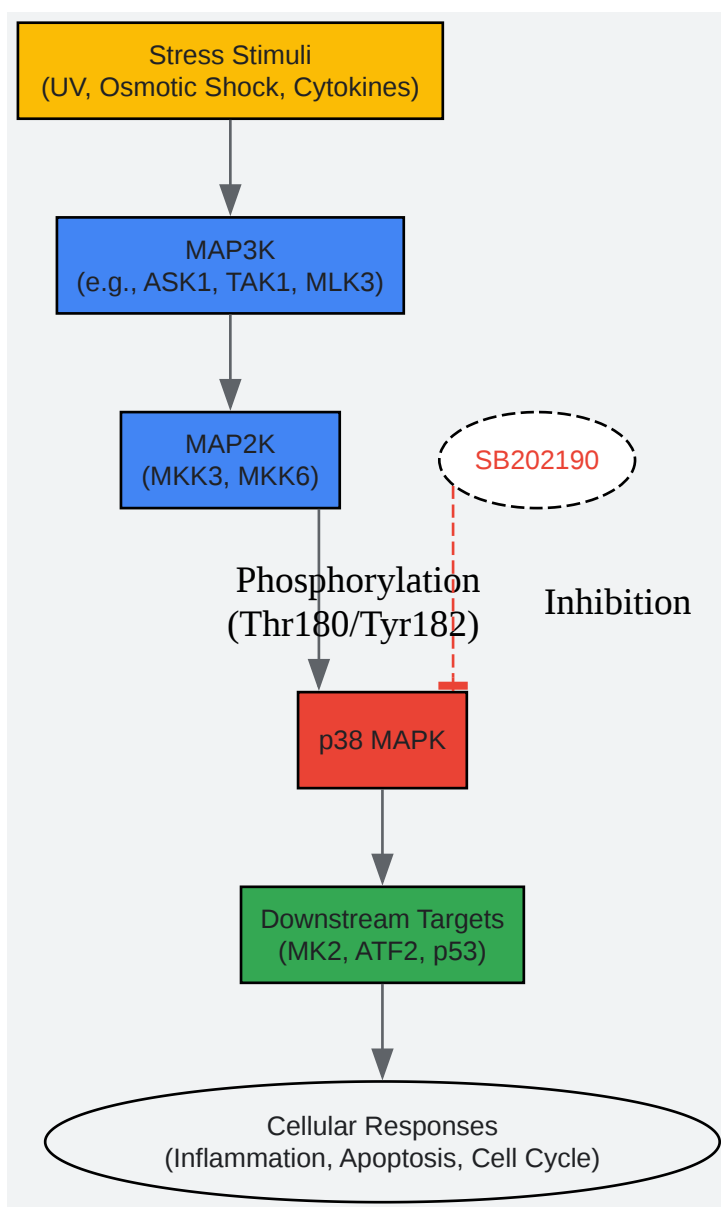 Stress Stimuli
(UV, Osmotic Shock, Cytokines)
MAP3K
(e.g., ASK1, TAK1, MLK3)
MAP2K
(MKK3, MKK6)
SB202190
Phosphorylation
(Thr180/Tyr182)
Inhibition
p38 MAPK
Downstream Targets
(MK2, ATF2, p53)
Cellular Responses
(Inflammation, Apoptosis, Cell Cycle)